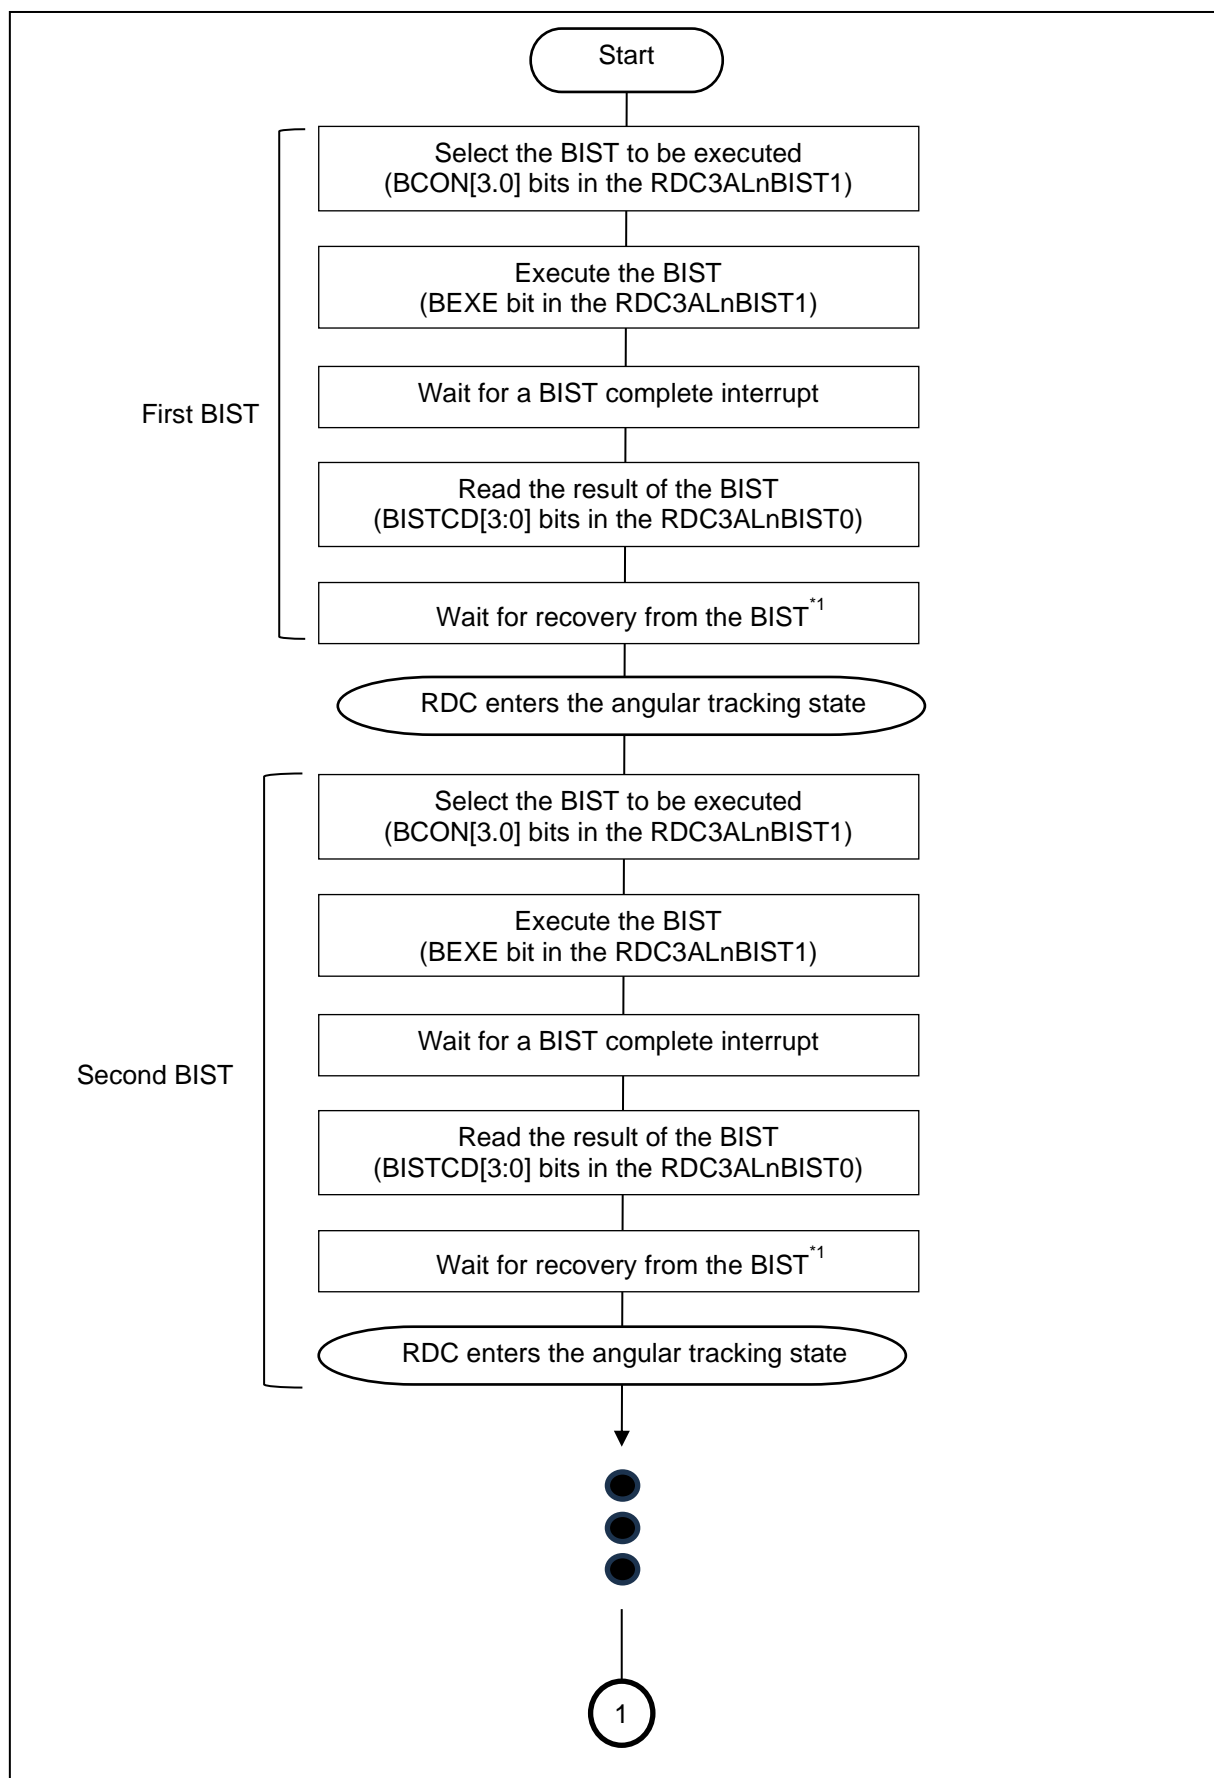 Start
Select the BIST to be executed
(BCON[3.0] bits in the RDC3ALnBIST1)
Execute the BIST
(BEXE bit in the RDC3ALnBIST1)
Wait for a BIST complete interrupt
First BIST
Read the result of the BIST
(BISTCD[3:0] bits in the RDC3ALnBIST0)
Wait for recovery from the BIST*1
RDC enters the angular tracking state
Select the BIST to be executed
(BCON[3.0] bits in the RDC3ALnBIST1)
Execute the BIST
(BEXE bit in the RDC3ALnBIST1)
Wait for a BIST complete interrupt
Second BIST
Read the result of the BIST
(BISTCD[3:0] bits in the RDC3ALnBIST0)
Wait for recovery from the BIST*1
RDC enters the angular tracking state
1